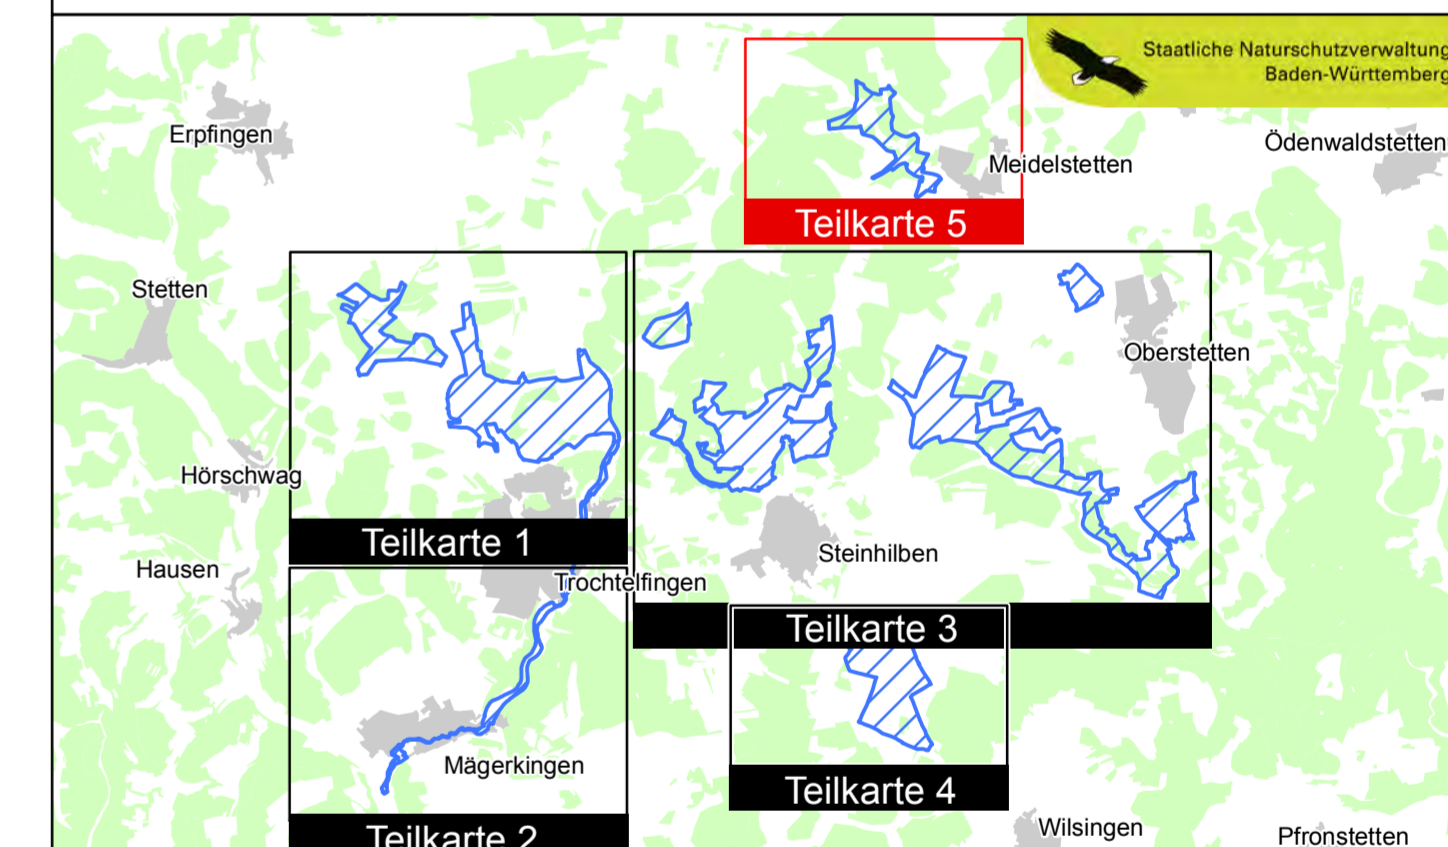 Staatliche Naturschutzverwaltung
Baden-Württemberg
Erpfingen
Ödenwaldstetten
Meidelstetten
Teilkarte 5
Stetten
Oberstetten
Hörschwag
Teilkarte 1
Steinhilben
Hausen
Trochtelfingen
Teilkarte 3
Mägerkingen
Teilkarte 4
Wilsingen
Pfronstetten
Teilkarte 2